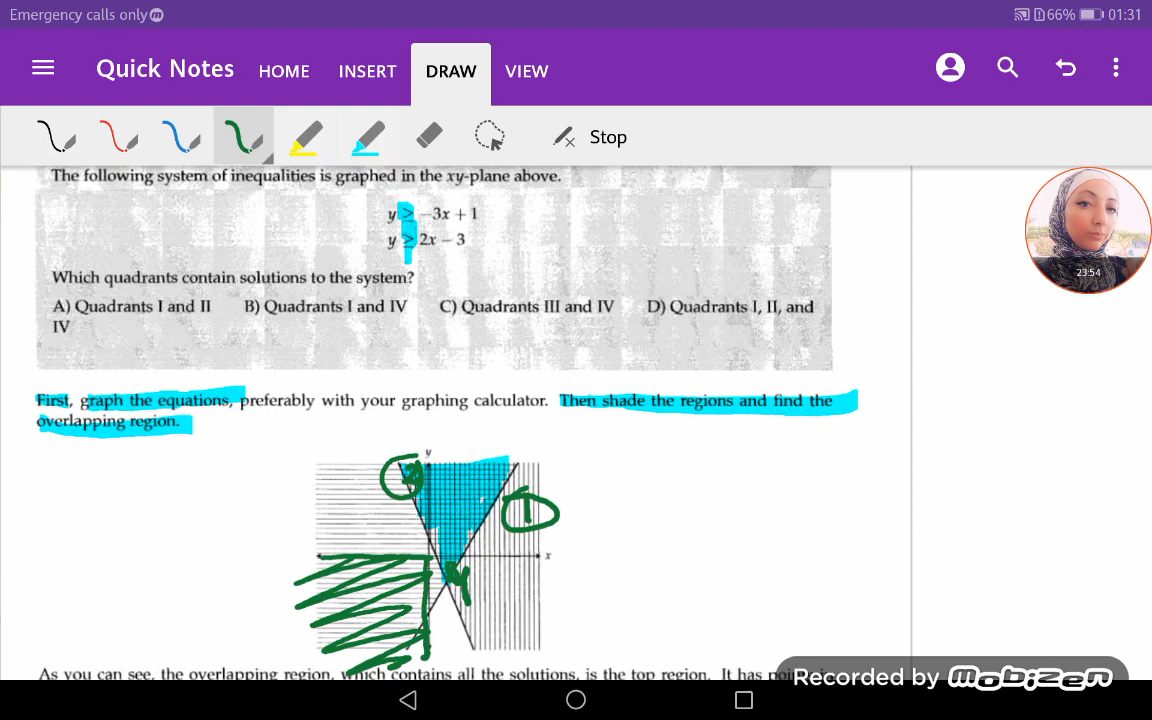 Emergency calls only 66% 01:31
Quick Notes HOME INSERT DRAW VIEW
Stop
The following system of inequalities is graphed in the xy-plane above.
y ≥ −3x + 1
y ≥ 2x − 3
Which quadrants contain solutions to the system?
A) Quadrants I and II B) Quadrants I and IV C) Quadrants III and IV D) Quadrants I, II, and
IV
23:54
First, graph the equations, preferably with your graphing calculator. Then shade the regions and find the
overlapping region.
y
2
1
x
4
As you can see, the overlapping region, which contains all the solutions, is the top region. It has
Recorded by mobizen